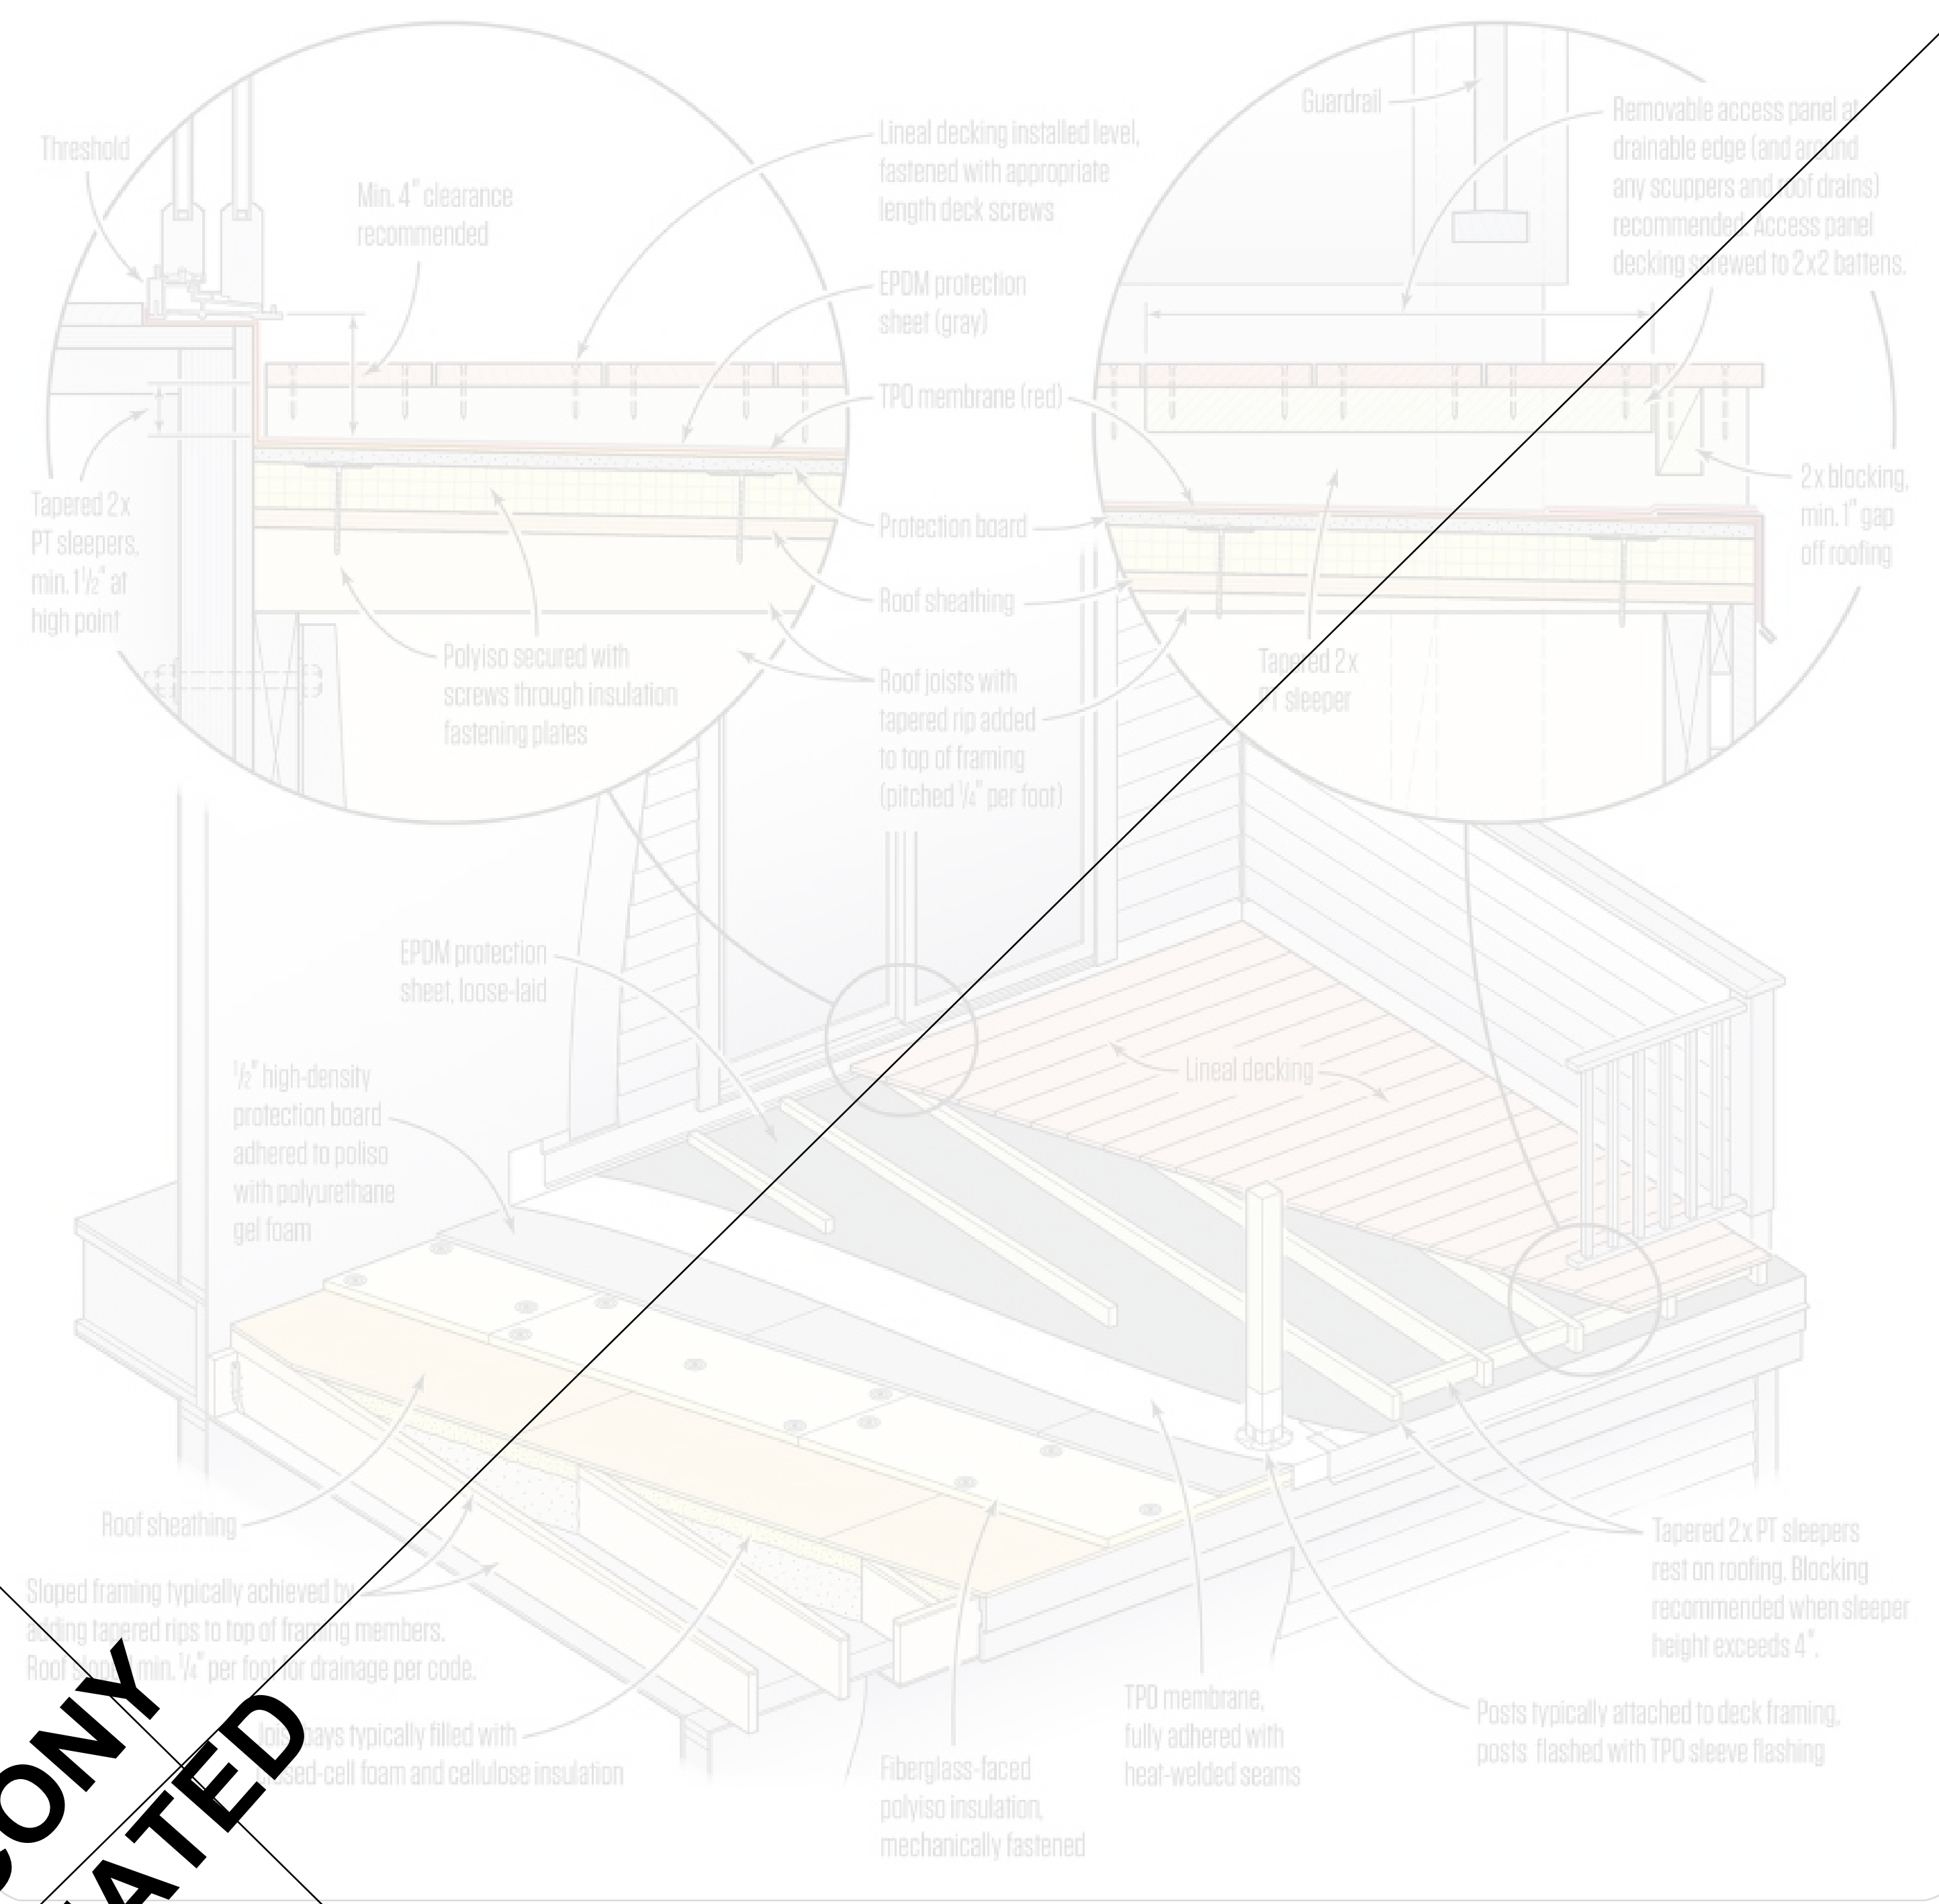 Threshold
Min. 4" clearance
recommended
Tapered 2x
PT sleepers,
min. 1 1/2" at
high point
Polyiso secured with
screws through insulation
fastening plates
Lineal decking installed level,
fastened with appropriate
length deck screws
EPDM protection
sheet (gray)
TPO membrane (red)
Protection board
Roof sheathing
Roof joists with
tapered rip added
to top of framing
(pitched 1/4" per foot)
Guardrail
Removable access panel at
drainable edge (and around
any scuppers and roof drains)
recommended. Access panel
decking screwed to 2x2 battens.
2x blocking,
min. 1" gap
off roofing
Tapered 2x
PT sleeper
EPDM protection
sheet, loose-laid
1/2" high-density
protection board
adhered to poliso
with polyurethane
gel foam
Lineal decking
Roof sheathing
Sloped framing typically achieved by
adding tapered rips to top of framing members.
Roof sloped min. 1/4" per foot for drainage per code.
Joist bays typically filled with
closed-cell foam and cellulose insulation
Fiberglass-faced
polyiso insulation,
mechanically fastened
TPO membrane,
fully adhered with
heat-welded seams
Posts typically attached to deck framing,
posts flashed with TPO sleeve flashing
Tapered 2x PT sleepers
rest on roofing. Blocking
recommended when sleeper
height exceeds 4".
CONY
ATED